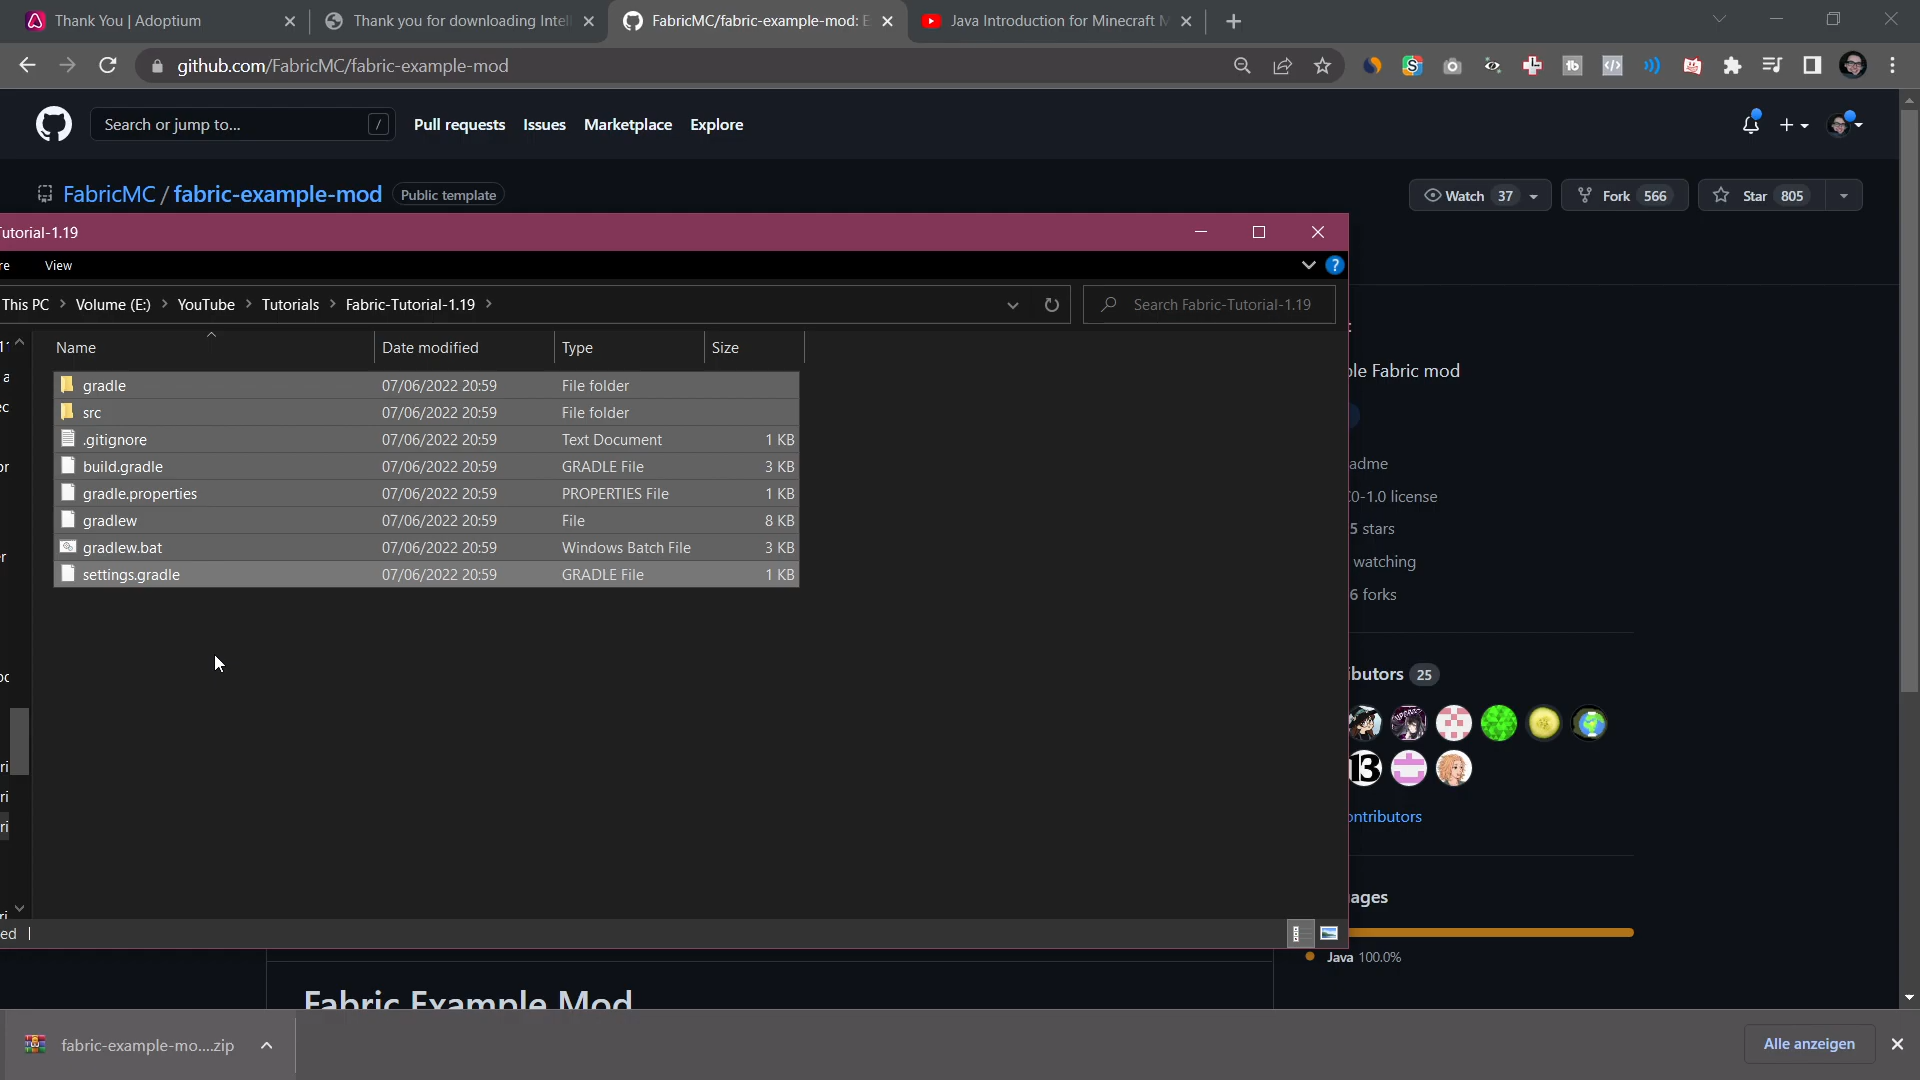 Thank You | Adoptium
Thank you for downloading Intel
FabricMC/fabric-example-mod: E
Java Introduction for Minecraft M
github.com/FabricMC/fabric-example-mod
Search or jump to...
/
Pull requests
Issues
Marketplace
Explore
FabricMC / fabric-example-mod
Public template
Watch 37
Fork 566
Star 805
utorial-1.19
re
View
This PC > Volume (E:) > YouTube > Tutorials > Fabric-Tutorial-1.19 >
Search Fabric-Tutorial-1.19
Name
Date modified
Type
Size
gradle 07/06/2022 20:59 File folder
src 07/06/2022 20:59 File folder
.gitignore 07/06/2022 20:59 Text Document 1 KB
build.gradle 07/06/2022 20:59 GRADLE File 3 KB
gradle.properties 07/06/2022 20:59 PROPERTIES File 1 KB
gradlew 07/06/2022 20:59 File 8 KB
gradlew.bat 07/06/2022 20:59 Windows Batch File 3 KB
settings.gradle 07/06/2022 20:59 GRADLE File 1 KB
ed
ple Fabric mod
adme
C0-1.0 license
5 stars
watching
6 forks
ibutors 25
13
ontributors
ages
Java 100.0%
Fabric Example Mod
fabric-example-mo....zip
Alle anzeigen